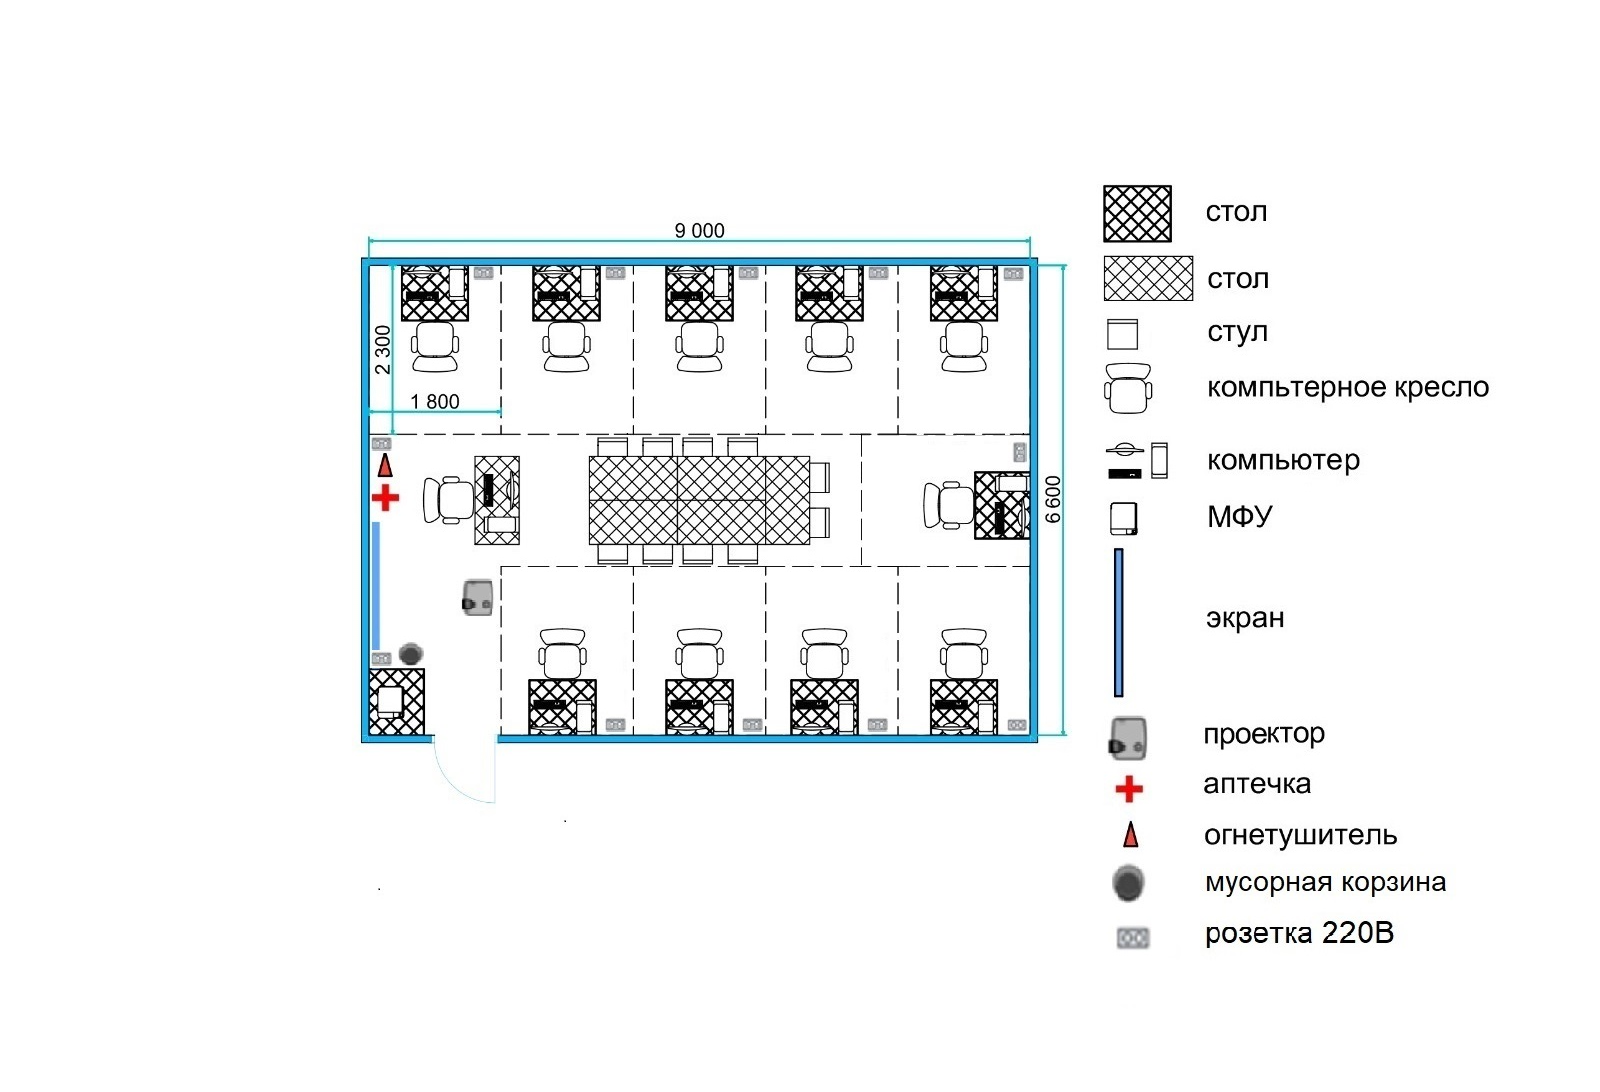 9 000
2 300
1 800
6 600
стол
стол
стул
компьтерное кресло
компьютер
МФУ
экран
проектор
аптечка
огнетушитель
мусорная корзина
розетка 220В